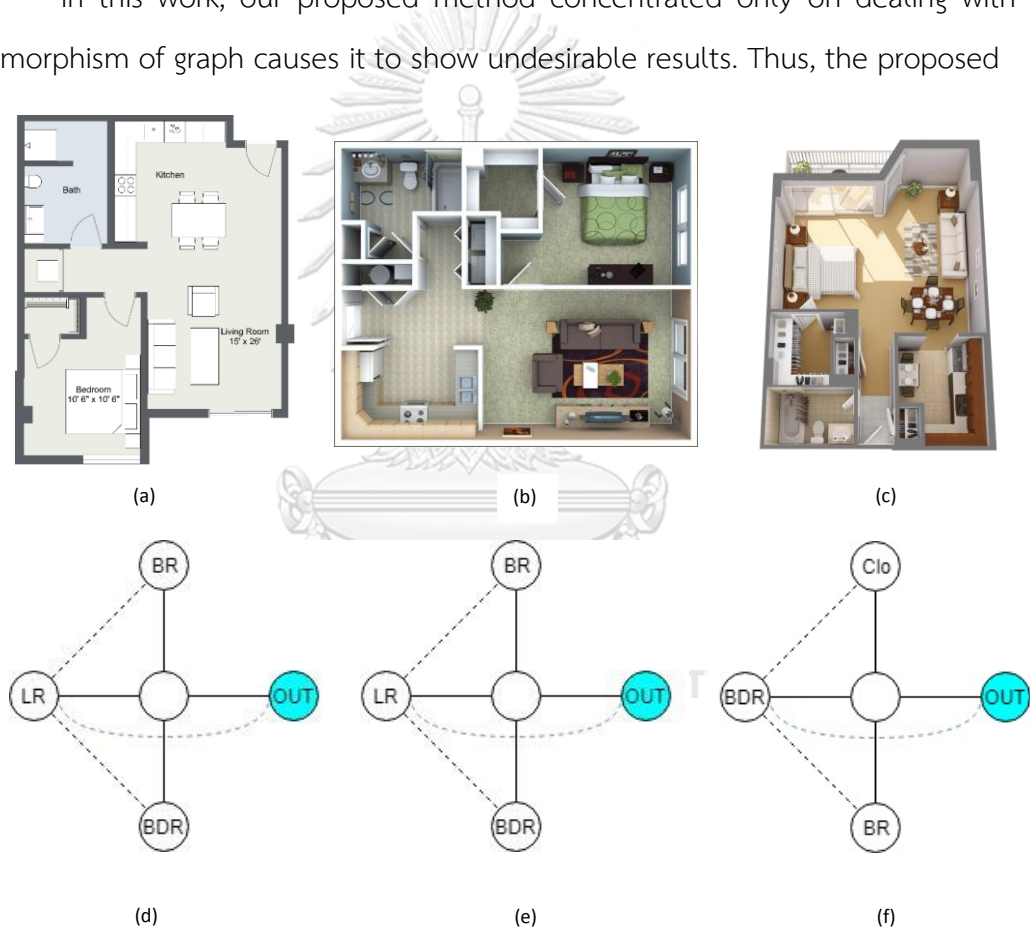 In this work, our proposed method concentrated only on dealing with
morphism of graph causes it to show undesirable results. Thus, the proposed
Bath
Kitchen
Living Room
15' x 26'
Bedroom
10' 6" x 10' 6"
(a)
(b)
(c)
BR
LR
OUT
BDR
BR
LR
OUT
BDR
Clo
BDR
OUT
BR
(d)
(e)
(f)